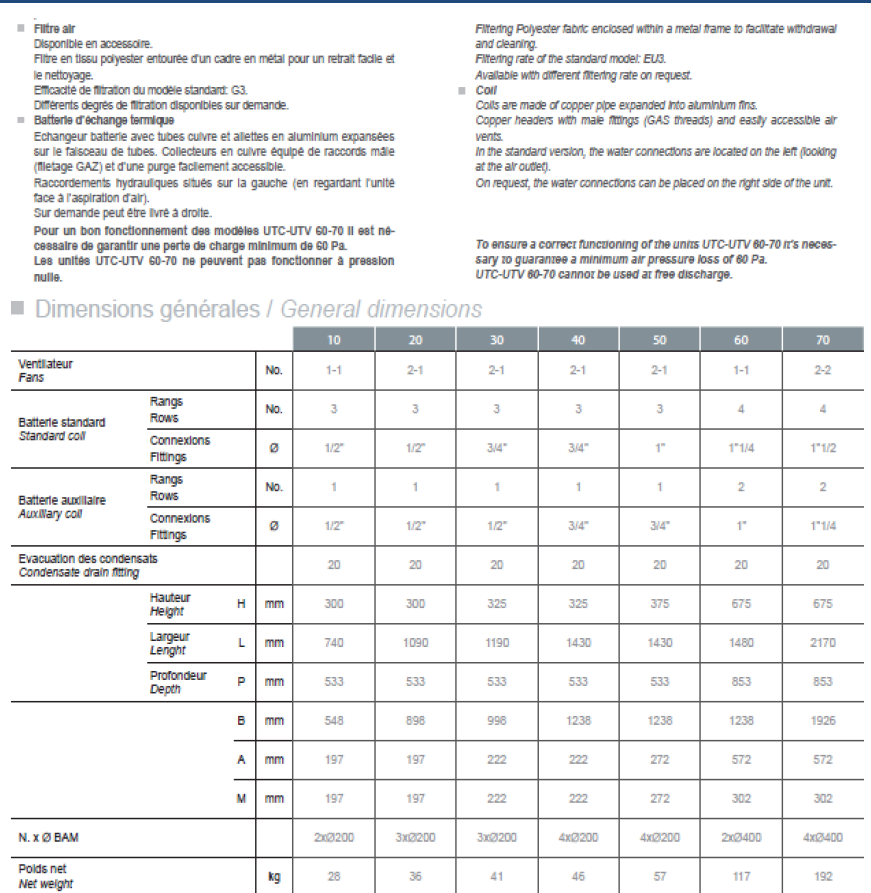 Filtre air
Disponible en accessoire.
Filtre en tissu polyester entourée d'un cadre en métal pour un retrait facile et
le nettoyage.
Efficacité de filtration du modèle standard: G3.
Différents degrés de filtration disponibles sur demande.
Batterie d'échange termique
Echangeur batterie avec tubes cuivre et ailettes en aluminium expansées
sur le faisceau de tubes. Collecteurs en cuivre équipé de raccords mâle
(filetage GAZ) et d'une purge facilement accessible.
Raccordements hydrauliques situés sur la gauche (en regardant l'unité
face à l'aspiration d'air).
Sur demande peut être livré à droite.
Pour un bon fonctionnement des modèles UTC-UTV 60-70 il est né-
cessaire de garantir une perte de charge minimum de 60 Pa.
Les unités UTC-UTV 60-70 ne peuvent pas fonctionner à pression
nulle.
Filtering Polyester fabric enclosed within a metal frame to facilitate withdrawal
and cleaning.
Filtering rate of the standard model: EU3.
Available with different filtering rate on request.
Coil
Coils are made of copper pipe expanded into aluminium fins.
Copper headers with male fittings (GAS threads) and easily accessible air
vents.
In the standard version, the water connections are located on the left (looking
at the air outlet).
On request, the water connections can be placed on the right side of the unit.
To ensure a correct functioning of the units UTC-UTV 60-70 it's neces-
sary to guarantee a minimum air pressure loss of 60 Pa.
UTC-UTV 60-70 cannot be used at free discharge.
Dimensions générales / General dimensions
10 20 30 40 50 60 70
Ventilateur
Fans
No. 1-1 2-1 2-1 2-1 2-1 1-1 2-2
Batterie standard
Standard coil
Rangs
Rows
No. 3 3 3 3 3 4 4
Connexions
Fittings
Ø 1/2" 1/2" 3/4" 3/4" 1" 1"1/4 1"1/2
Batterie auxiliaire
Auxiliary coil
Rangs
Rows
No. 1 1 1 1 1 2 2
Connexions
Fittings
Ø 1/2" 1/2" 1/2" 3/4" 3/4" 1" 1"1/4
Evacuation des condensats
Condensate drain fitting
20 20 20 20 20 20 20
Hauteur
Height
H mm 300 300 325 325 375 675 675
Largeur
Lenght
L mm 740 1090 1190 1430 1430 1480 2170
Profondeur
Depth
P mm 533 533 533 533 533 853 853
B mm 548 898 998 1238 1238 1238 1926
A mm 197 197 222 222 272 572 572
M mm 197 197 222 222 272 302 302
N. x Ø BAM 2xØ200 3xØ200 3xØ200 4xØ200 4xØ200 2xØ400 4xØ400
Poids net
Net weight
kg 28 36 41 46 57 117 192